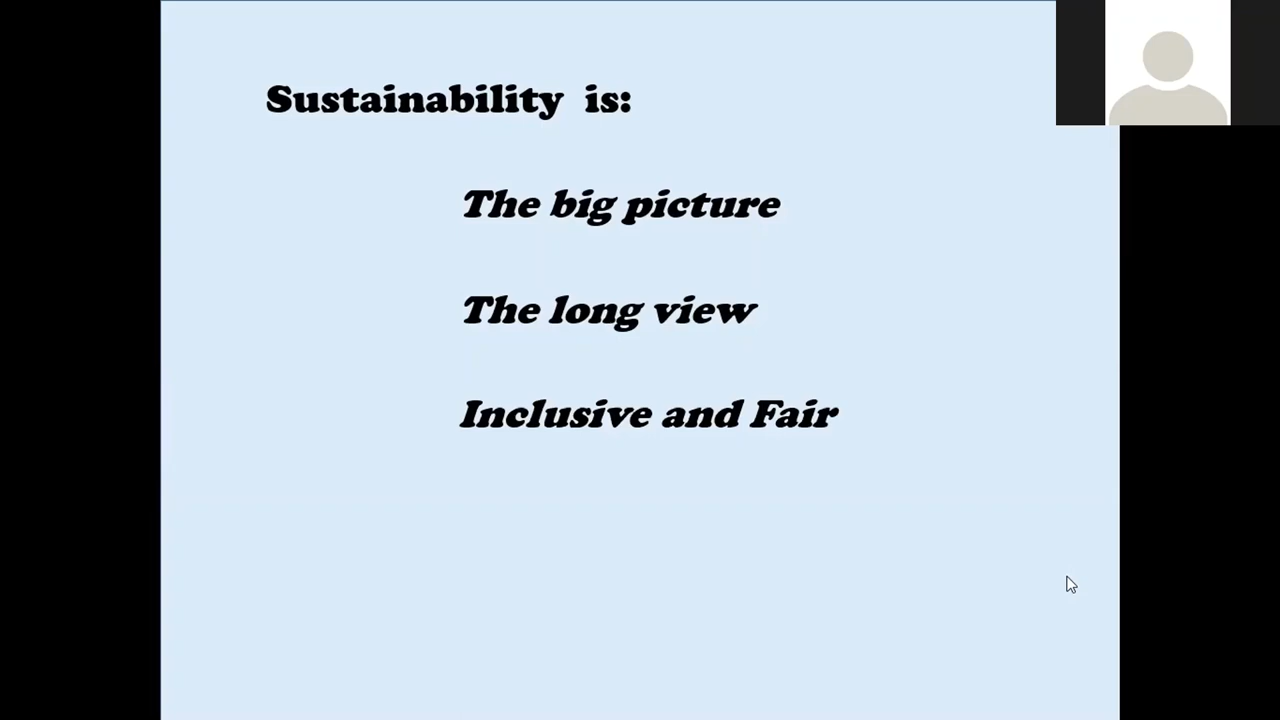 Sustainability is:
The big picture
The long view
Inclusive and Fair